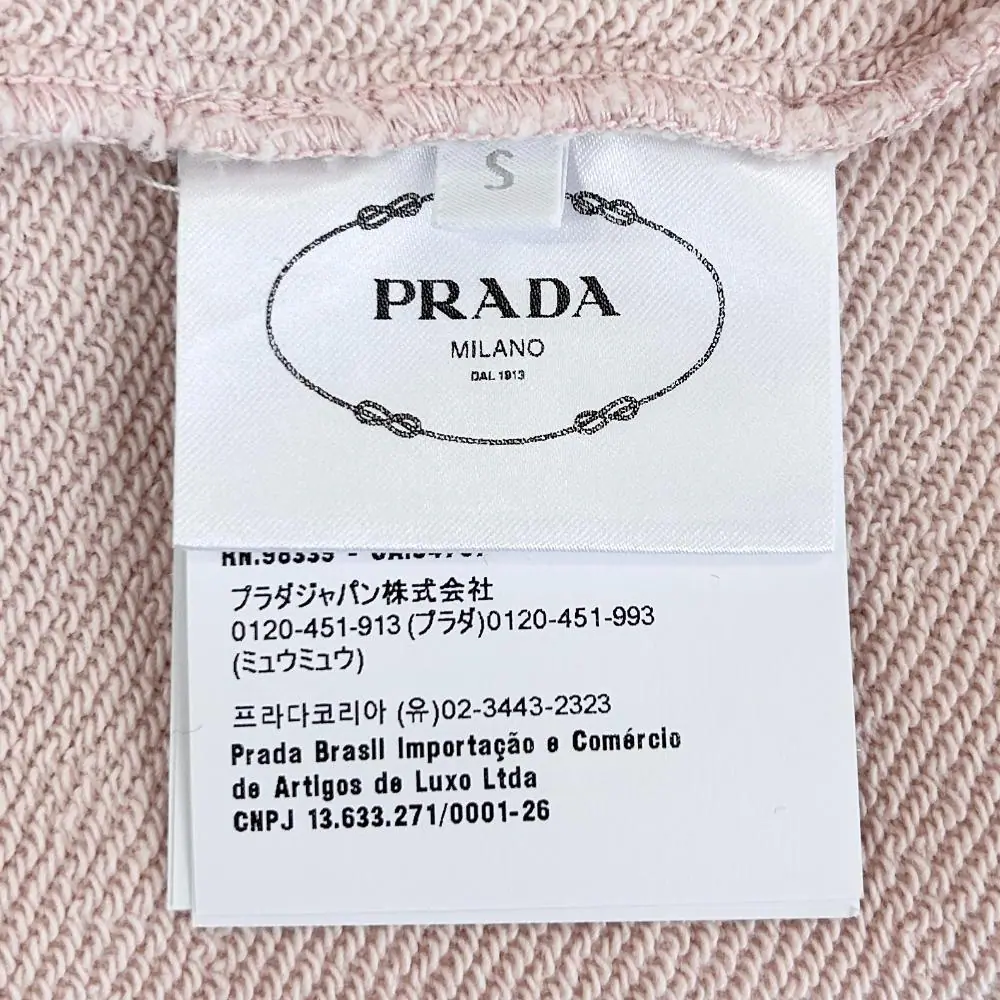 S
PRADA
MILANO
DAL 1913
プラダジャパン株式会社
0120-451-913 (プラダ)0120-451-993
(ミュウミュウ)
프라다코리아 (유)02-3443-2323
Prada Brasil Importação e Comércio
de Artigos de Luxo Ltda
CNPJ 13.633.271/0001-26